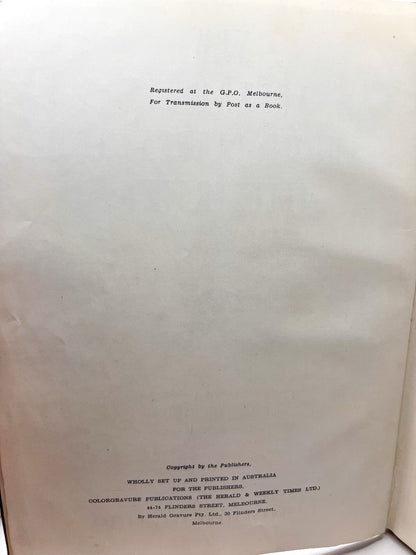 Registered at the G.P.O. Melbourne,
For Transmission by Post as a Book.
Copyright by the Publishers,
WHOLLY SET UP AND PRINTED IN AUSTRALIA
FOR THE PUBLISHERS,
COLORGRAVURE PUBLICATIONS (THE HERALD & WEEKLY TIMES LTD.)
44-74 FLINDERS STREET, MELBOURNE.
By Herald Gravure Pty. Ltd., 20 Flinders Street,
Melbourne.